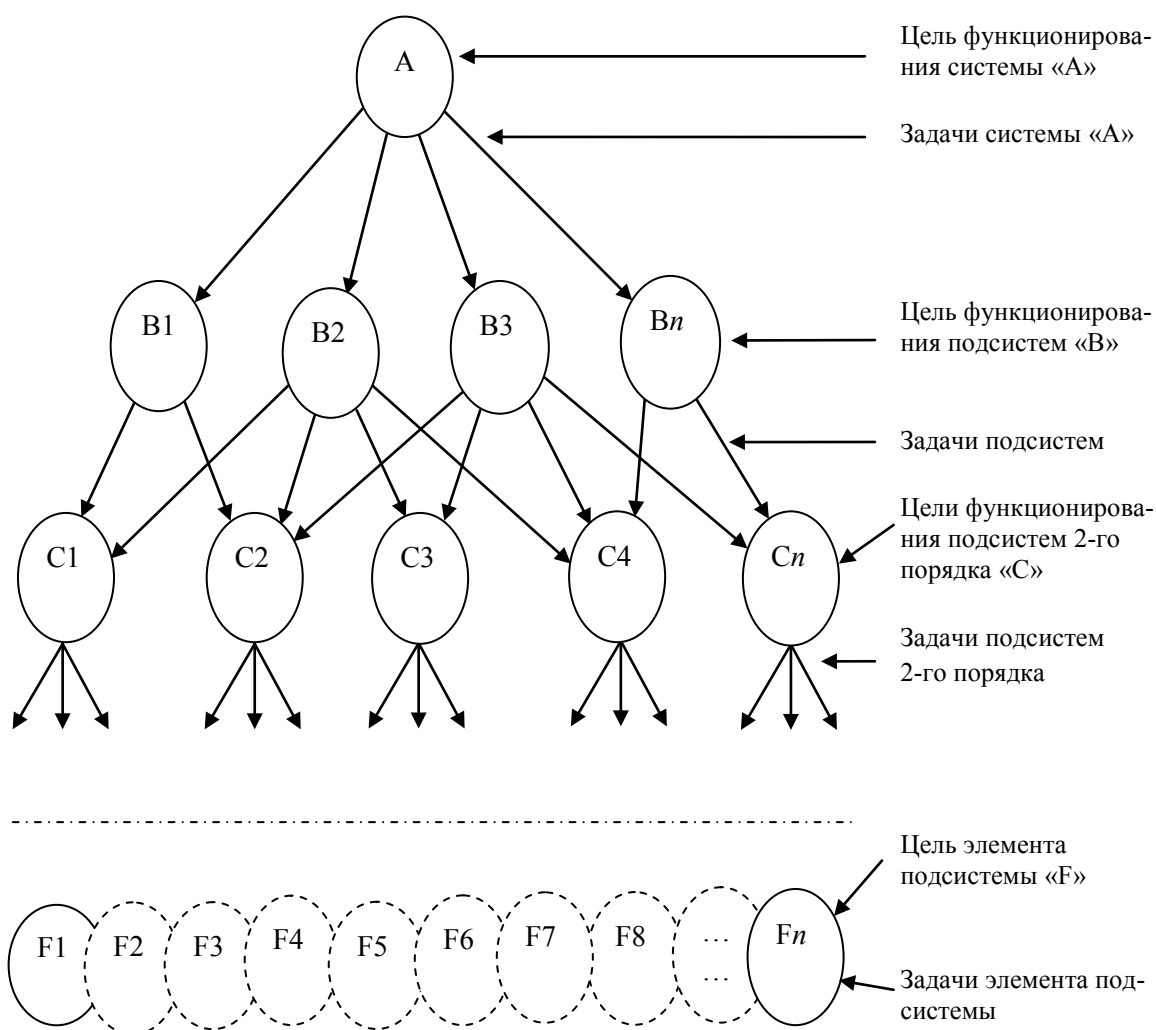 A
Цель функционирова-
ния системы «А»
Задачи системы «А»
B1
B2
B3
Bn
Цель функционирова-
ния подсистем «В»
Задачи подсистем
C1
C2
C3
C4
Cn
Цели функционирова-
ния подсистем 2-го
порядка «С»
Задачи подсистем
2-го порядка
Цель элемента
подсистемы «F»
F1
F2
F3
F4
F5
F6
F7
F8
...
...
Fn
Задачи элемента под-
системы